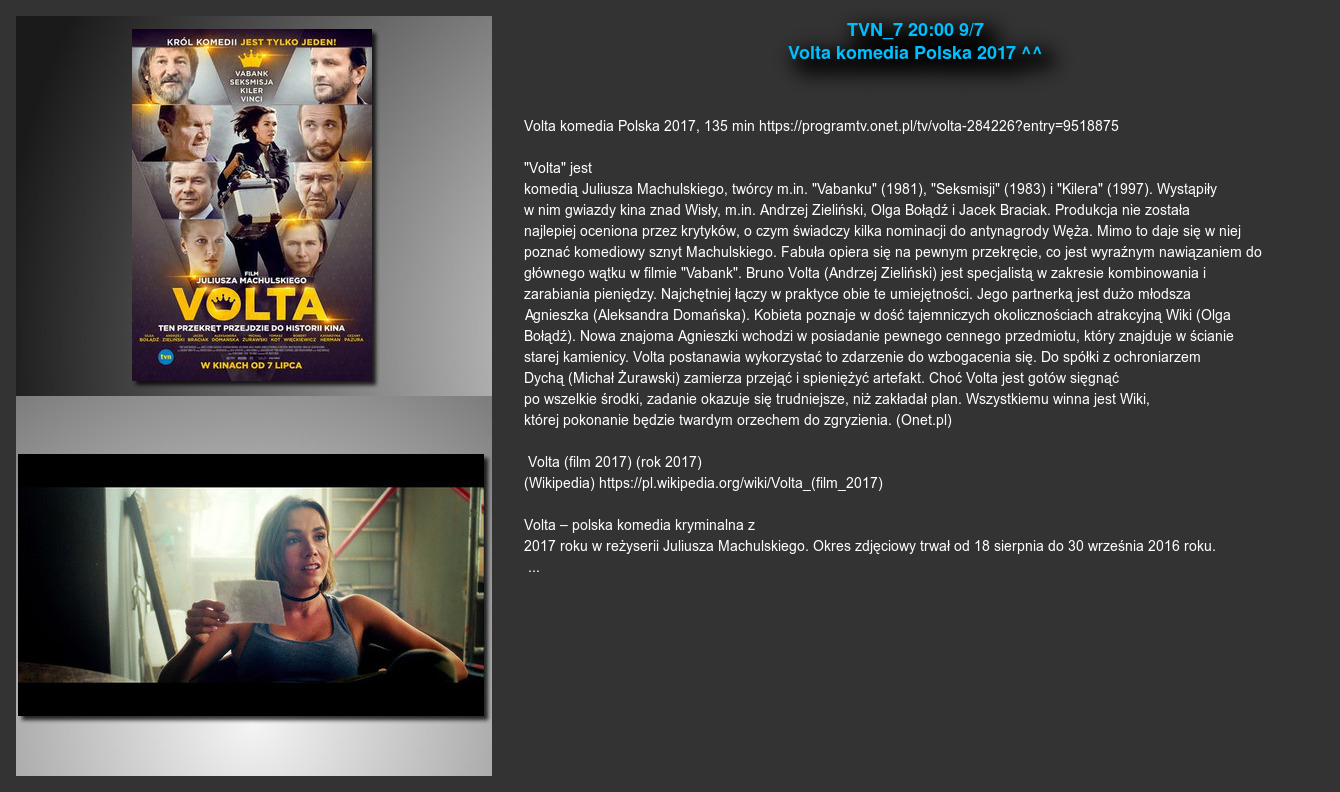 KRÓL KOMEDII JEST TYLKO JEDEN!
VABANK
SEKSMISJA
KILER
VINCI
FILM
JULIUSZA MACHULSKIEGO
VOLTA
TEN PRZEKRĘT PRZEJDZIE DO HISTORII KINA
OLGA BOŁĄDŹ ANDRZEJ ZIELIŃSKI JACEK BRACIAK ALEKSANDRA DOMAŃSKA MICHAŁ ŻURAWSKI TOMASZ KOT ROBERT WIĘCKIEWICZ KATARZYNA HERMAN CEZARY PAZURA
tvn
W KINACH OD 7 LIPCA
TVN_7 20:00 9/7
Volta komedia Polska 2017 ^^
Volta komedia Polska 2017, 135 min https://programtv.onet.pl/tv/volta-284226?entry=9518875
"Volta" jest
komedią Juliusza Machulskiego, twórcy m.in. "Vabanku" (1981), "Seksmisji" (1983) i "Kilera" (1997). Wystąpiły
w nim gwiazdy kina znad Wisły, m.in. Andrzej Zieliński, Olga Bołądź i Jacek Braciak. Produkcja nie została
najlepiej oceniona przez krytyków, o czym świadczy kilka nominacji do antynagrody Węża. Mimo to daje się w niej
poznać komediowy sznyt Machulskiego. Fabuła opiera się na pewnym przekręcie, co jest wyraźnym nawiązaniem do
głównego wątku w filmie "Vabank". Bruno Volta (Andrzej Zieliński) jest specjalistą w zakresie kombinowania i
zarabiania pieniędzy. Najchętniej łączy w praktyce obie te umiejętności. Jego partnerką jest dużo młodsza
Agnieszka (Aleksandra Domańska). Kobieta poznaje w dość tajemniczych okolicznościach atrakcyjną Wiki (Olga
Bołądź). Nowa znajoma Agnieszki wchodzi w posiadanie pewnego cennego przedmiotu, który znajduje w ścianie
starej kamienicy. Volta postanawia wykorzystać to zdarzenie do wzbogacenia się. Do spółki z ochroniarzem
Dychą (Michał Żurawski) zamierza przejąć i spieniężyć artefakt. Choć Volta jest gotów sięgnąć
po wszelkie środki, zadanie okazuje się trudniejsze, niż zakładał plan. Wszystkiemu winna jest Wiki,
której pokonanie będzie twardym orzechem do zgryzienia. (Onet.pl)
Volta (film 2017) (rok 2017)
(Wikipedia) https://pl.wikipedia.org/wiki/Volta_(film_2017)
Volta – polska komedia kryminalna z
2017 roku w reżyserii Juliusza Machulskiego. Okres zdjęciowy trwał od 18 sierpnia do 30 września 2016 roku.
...